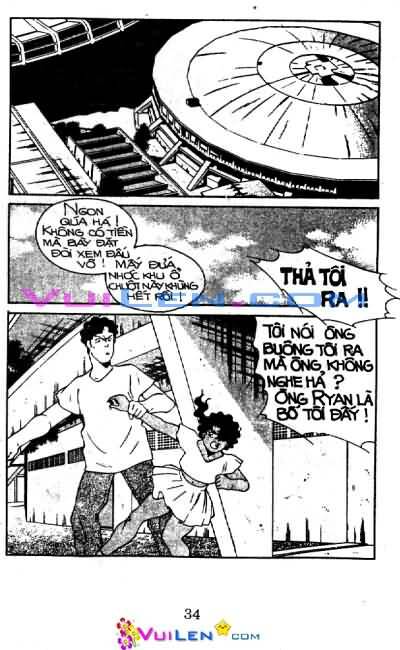 NGON
QUÁ HẢ!
KHÔNG CÓ TIỀN
MÀ BÀY ĐẶT
ĐÒI XEM ĐẤU
VÕ! MẤY ĐỨA
NHỌC KHU Ổ
CHUỘT NÀY KHÙNG
HẾT RỒI!
THẢ TÔI
RA!!
TÔI NÓI ÔNG
BUÔNG TÔI RA
MÀ ÔNG KHÔNG
NGHE HẢ?
ÔNG RYAN LÀ
BỐ TÔI ĐẤY!
VUILEN.COM
34
VUILEN.COM